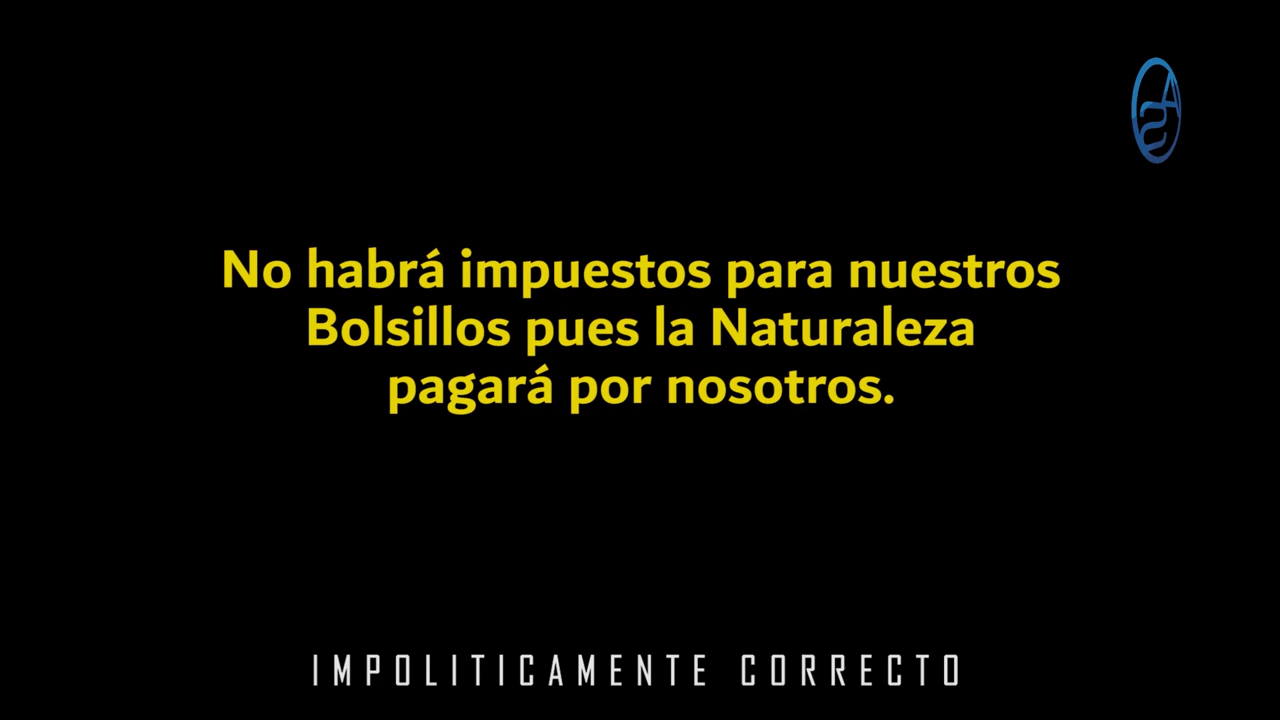 No habrá impuestos para nuestros
Bolsillos pues la Naturaleza
pagará por nosotros.
IMPOLITICAMENTE CORRECTO